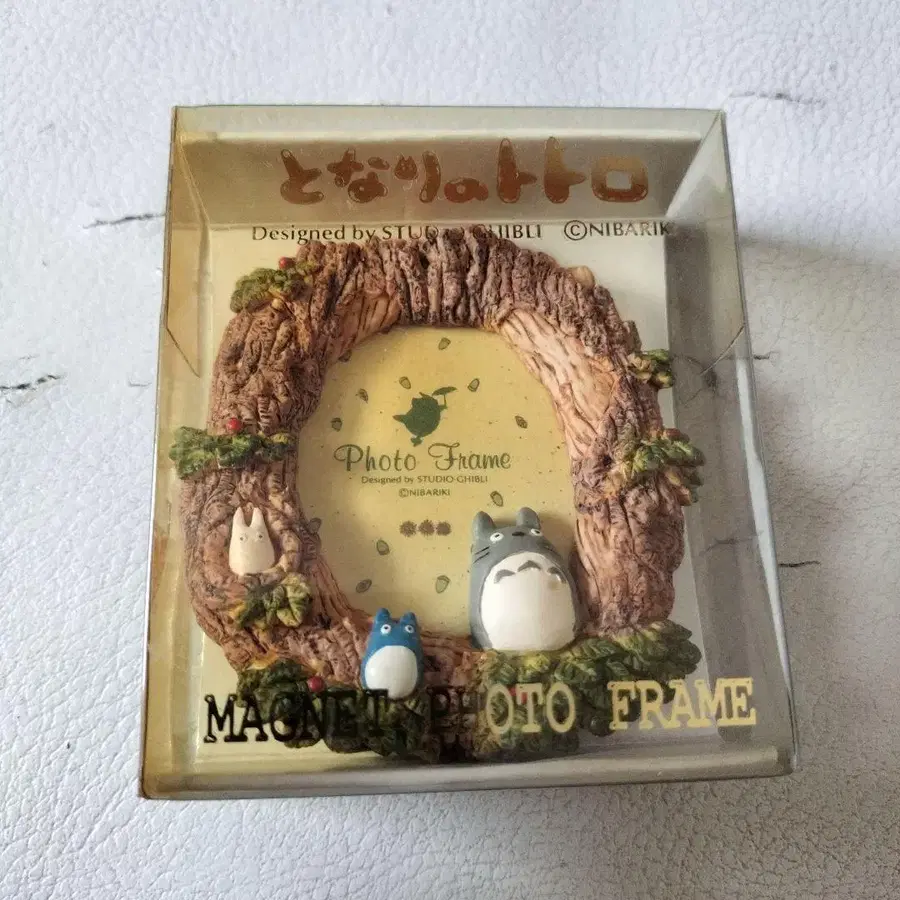 となりのトトロ
Designed by STUDIO GHIBLI ©NIBARIKI
Photo Frame
Designed by STUDIO GHIBLI
©NIBARIKI
MAGNET PHOTO FRAME